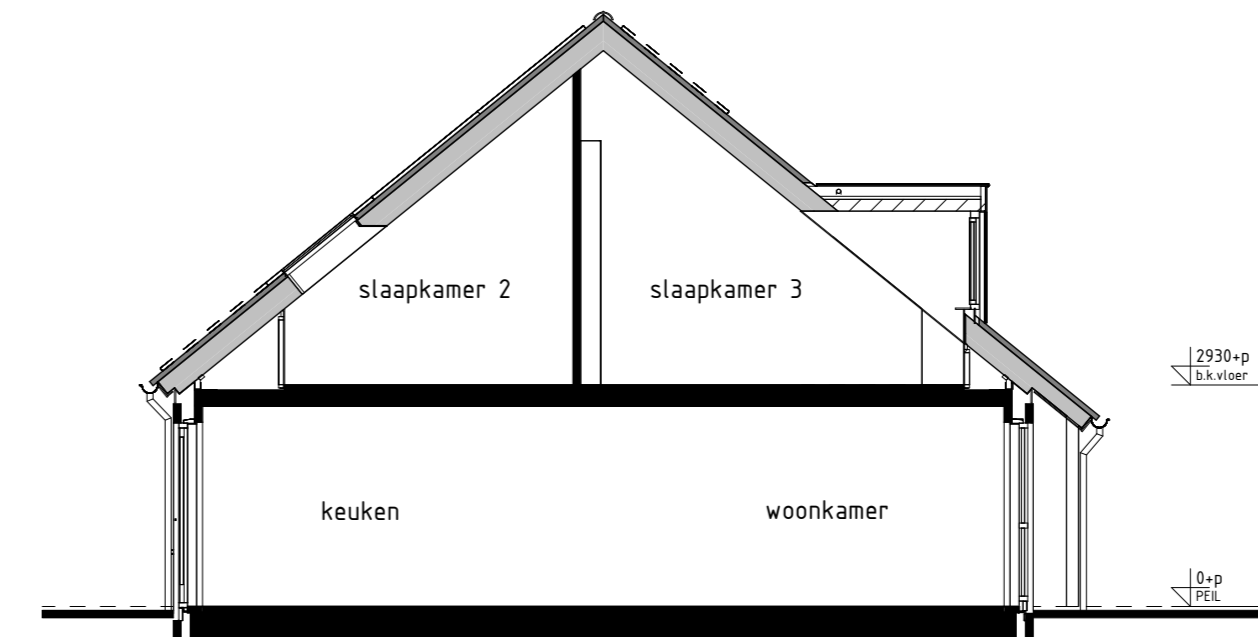 slaapkamer 2
slaapkamer 3
2930+p
b.k.vloer
keuken
woonkamer
0+p
PEIL